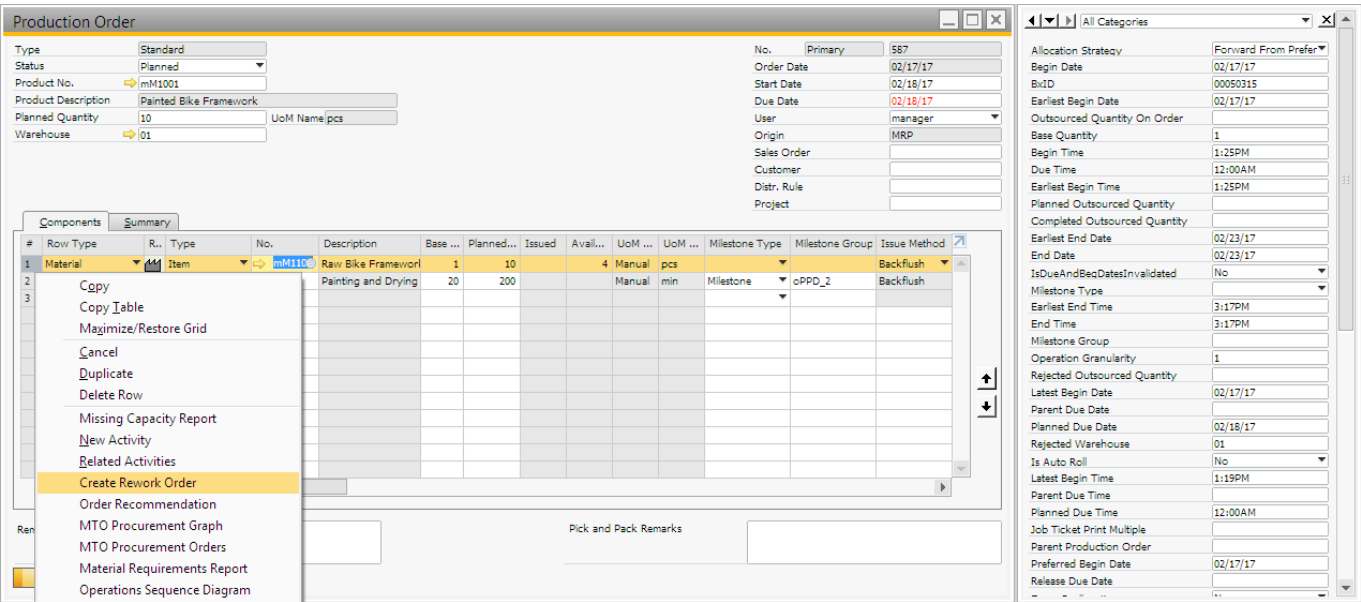 Production Order
Type Standard
Status Planned
Product No. mM1001
Product Description Painted Bike Framework
Planned Quantity 10 UoM Name pcs
Warehouse 01
No. Primary 587
Order Date 02/17/17
Start Date 02/18/17
Due Date 02/18/17
User manager
Origin MRP
Sales Order
Customer
Distr. Rule
Project
Components Summary
# Row Type R.. Type No. Description Base ... Planned... Issued Avail... UoM ... UoM ... Milestone Type Milestone Group Issue Method
1 Material Item mM110 Raw Bike Framework 1 10 4 Manual pcs Backflush
2 Painting and Drying 20 200 Manual min Milestone oPPD_2 Backflush
3
Copy
Copy Table
Maximize/Restore Grid
Cancel
Duplicate
Delete Row
Missing Capacity Report
New Activity
Related Activities
Create Rework Order
Order Recommendation
MTO Procurement Graph
MTO Procurement Orders
Material Requirements Report
Operations Sequence Diagram
Rem
Pick and Pack Remarks
All Categories
Allocation Strategy Forward From Prefer
Begin Date 02/17/17
BxID 00050315
Earliest Begin Date 02/17/17
Outsourced Quantity On Order
Base Quantity 1
Begin Time 1:25PM
Due Time 12:00AM
Earliest Begin Time 1:25PM
Planned Outsourced Quantity
Completed Outsourced Quantity
Earliest End Date 02/23/17
End Date 02/23/17
IsDueAndBegDatesInvalidated No
Milestone Type
Earliest End Time 3:17PM
End Time 3:17PM
Milestone Group
Operation Granularity 1
Rejected Outsourced Quantity
Latest Begin Date 02/17/17
Parent Due Date
Planned Due Date 02/18/17
Rejected Warehouse 01
Is Auto Roll No
Latest Begin Time 1:19PM
Parent Due Time
Planned Due Time 12:00AM
Job Ticket Print Multiple
Parent Production Order
Preferred Begin Date 02/17/17
Release Due Date